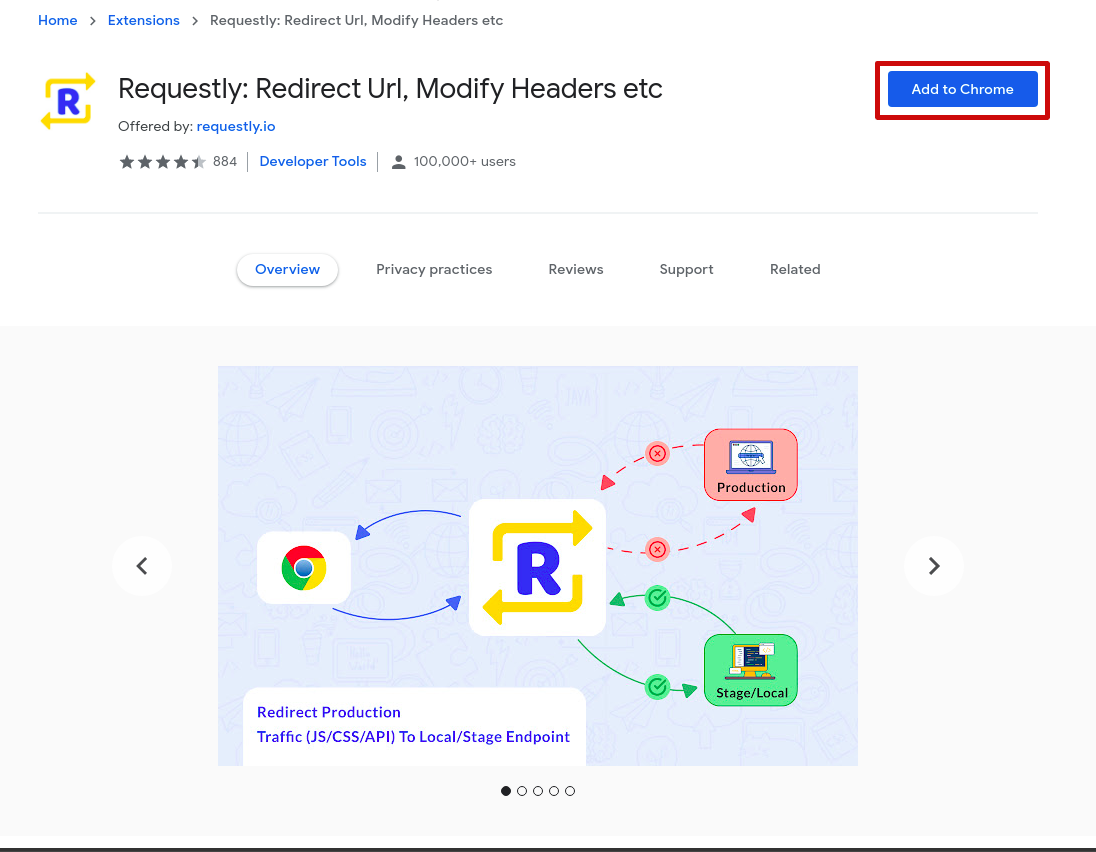 Home > Extensions > Requestly: Redirect Url, Modify Headers etc
Requestly: Redirect Url, Modify Headers etc
Add to Chrome
Offered by: requestly.io
884 Developer Tools 100,000+ users
Overview Privacy practices Reviews Support Related
Production
R
Stage/Local
Redirect Production
Traffic (JS/CSS/API) To Local/Stage Endpoint